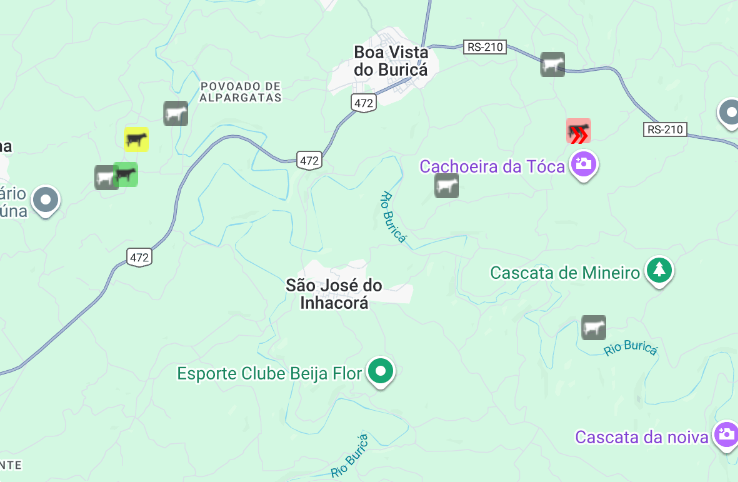 Boa Vista
do Buricá
RS-210
POVOADO DE
ALPARGATAS
472
RS-210
na
472
Cachoeira da Tóca
ário
úna
Rio Buricá
472
Cascata de Mineiro
São José do
Inhacorá
Rio Buricá
Esporte Clube Beija Flor
Cascata da noiva
Rio Buricá
NTE